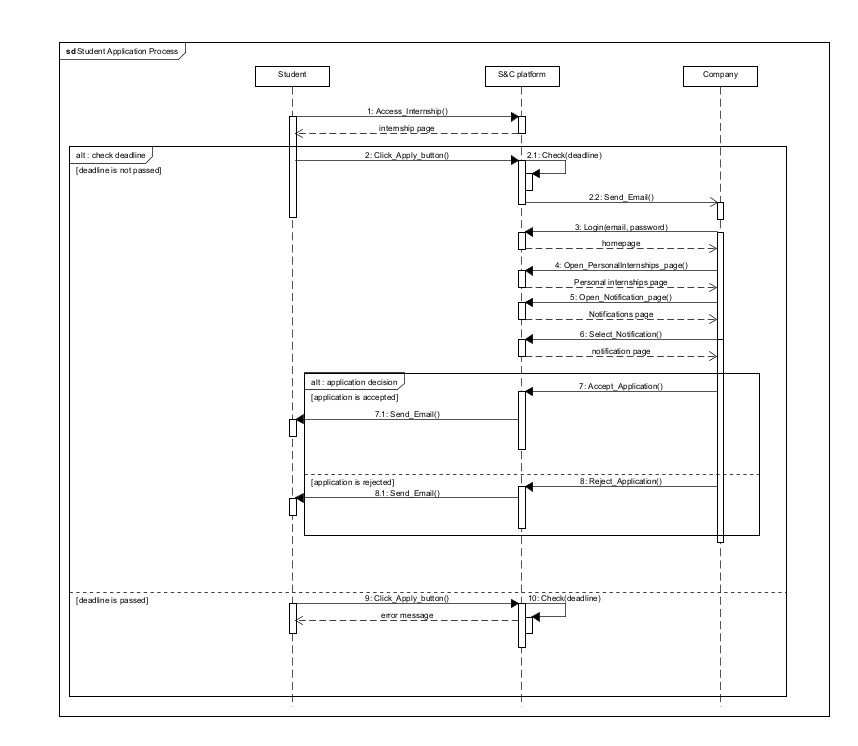 sd Student Application Process
Student
S&C platform
Company
1: Access_Internship()
internship page
alt : check deadline
[deadline is not passed]
2: Click_Apply_button()
2.1: Check(deadline)
2.2: Send_Email()
3: Login(email, password)
homepage
4: Open_PersonalInternships_page()
Personal internships page
5: Open_Notification_page()
Notifications page
6: Select_Notification()
notification page
alt : application decision
[application is accepted]
7: Accept_Application()
7.1: Send_Email()
[application is rejected]
8: Reject_Application()
8.1: Send_Email()
[deadline is passed]
9: Click_Apply_button()
10: Check(deadline)
error message